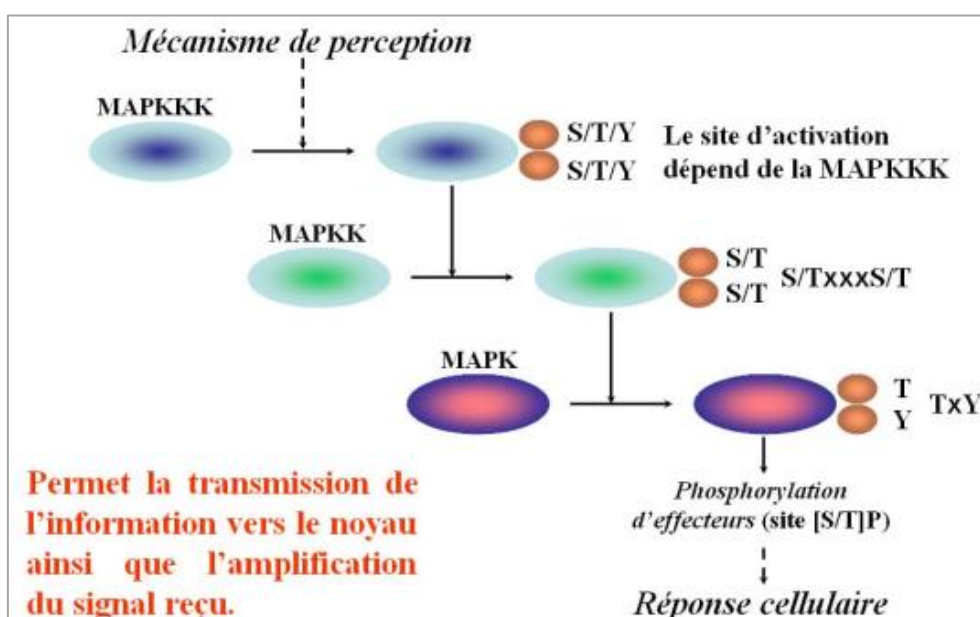 Mécanisme de perception
MAPKKK
S/T/Y
S/T/Y
Le site d'activation
dépend de la MAPKKK
MAPKK
S/T
S/T
S/TxxxS/T
MAPK
T
Y
TxY
Permet la transmission de
l'information vers le noyau
ainsi que l'amplification
du signal reçu.
Phosphorylation
d'effecteurs (site [S/T]P)
Réponse cellulaire